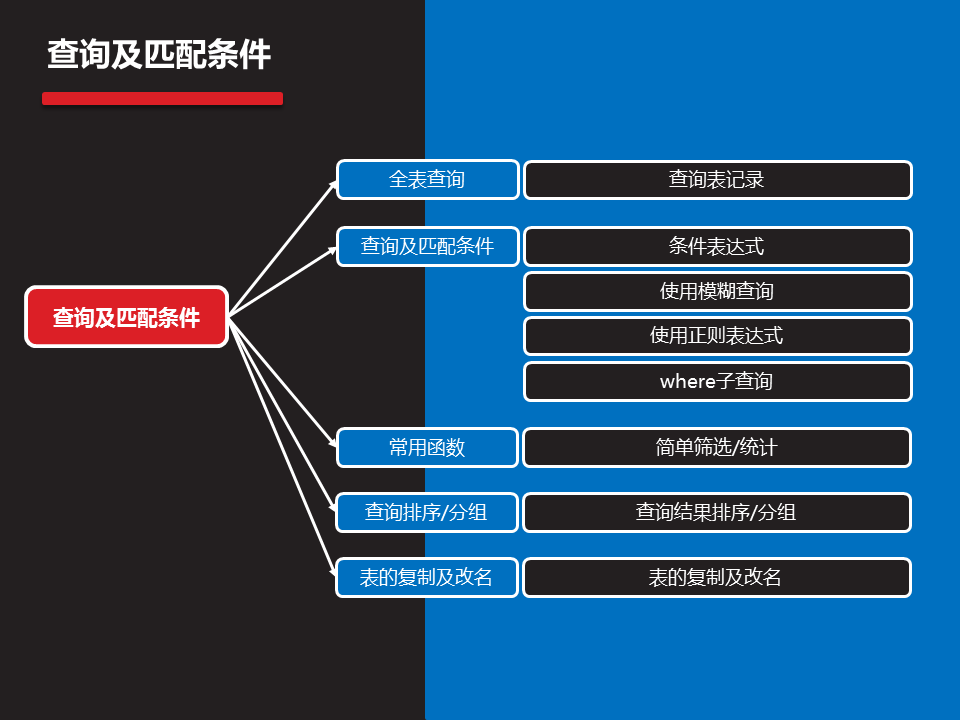 查询及匹配条件
全表查询
查询表记录
查询及匹配条件
条件表达式
使用模糊查询
查询及匹配条件
使用正则表达式
where子查询
常用函数
简单筛选/统计
查询排序/分组
查询结果排序/分组
表的复制及改名
表的复制及改名